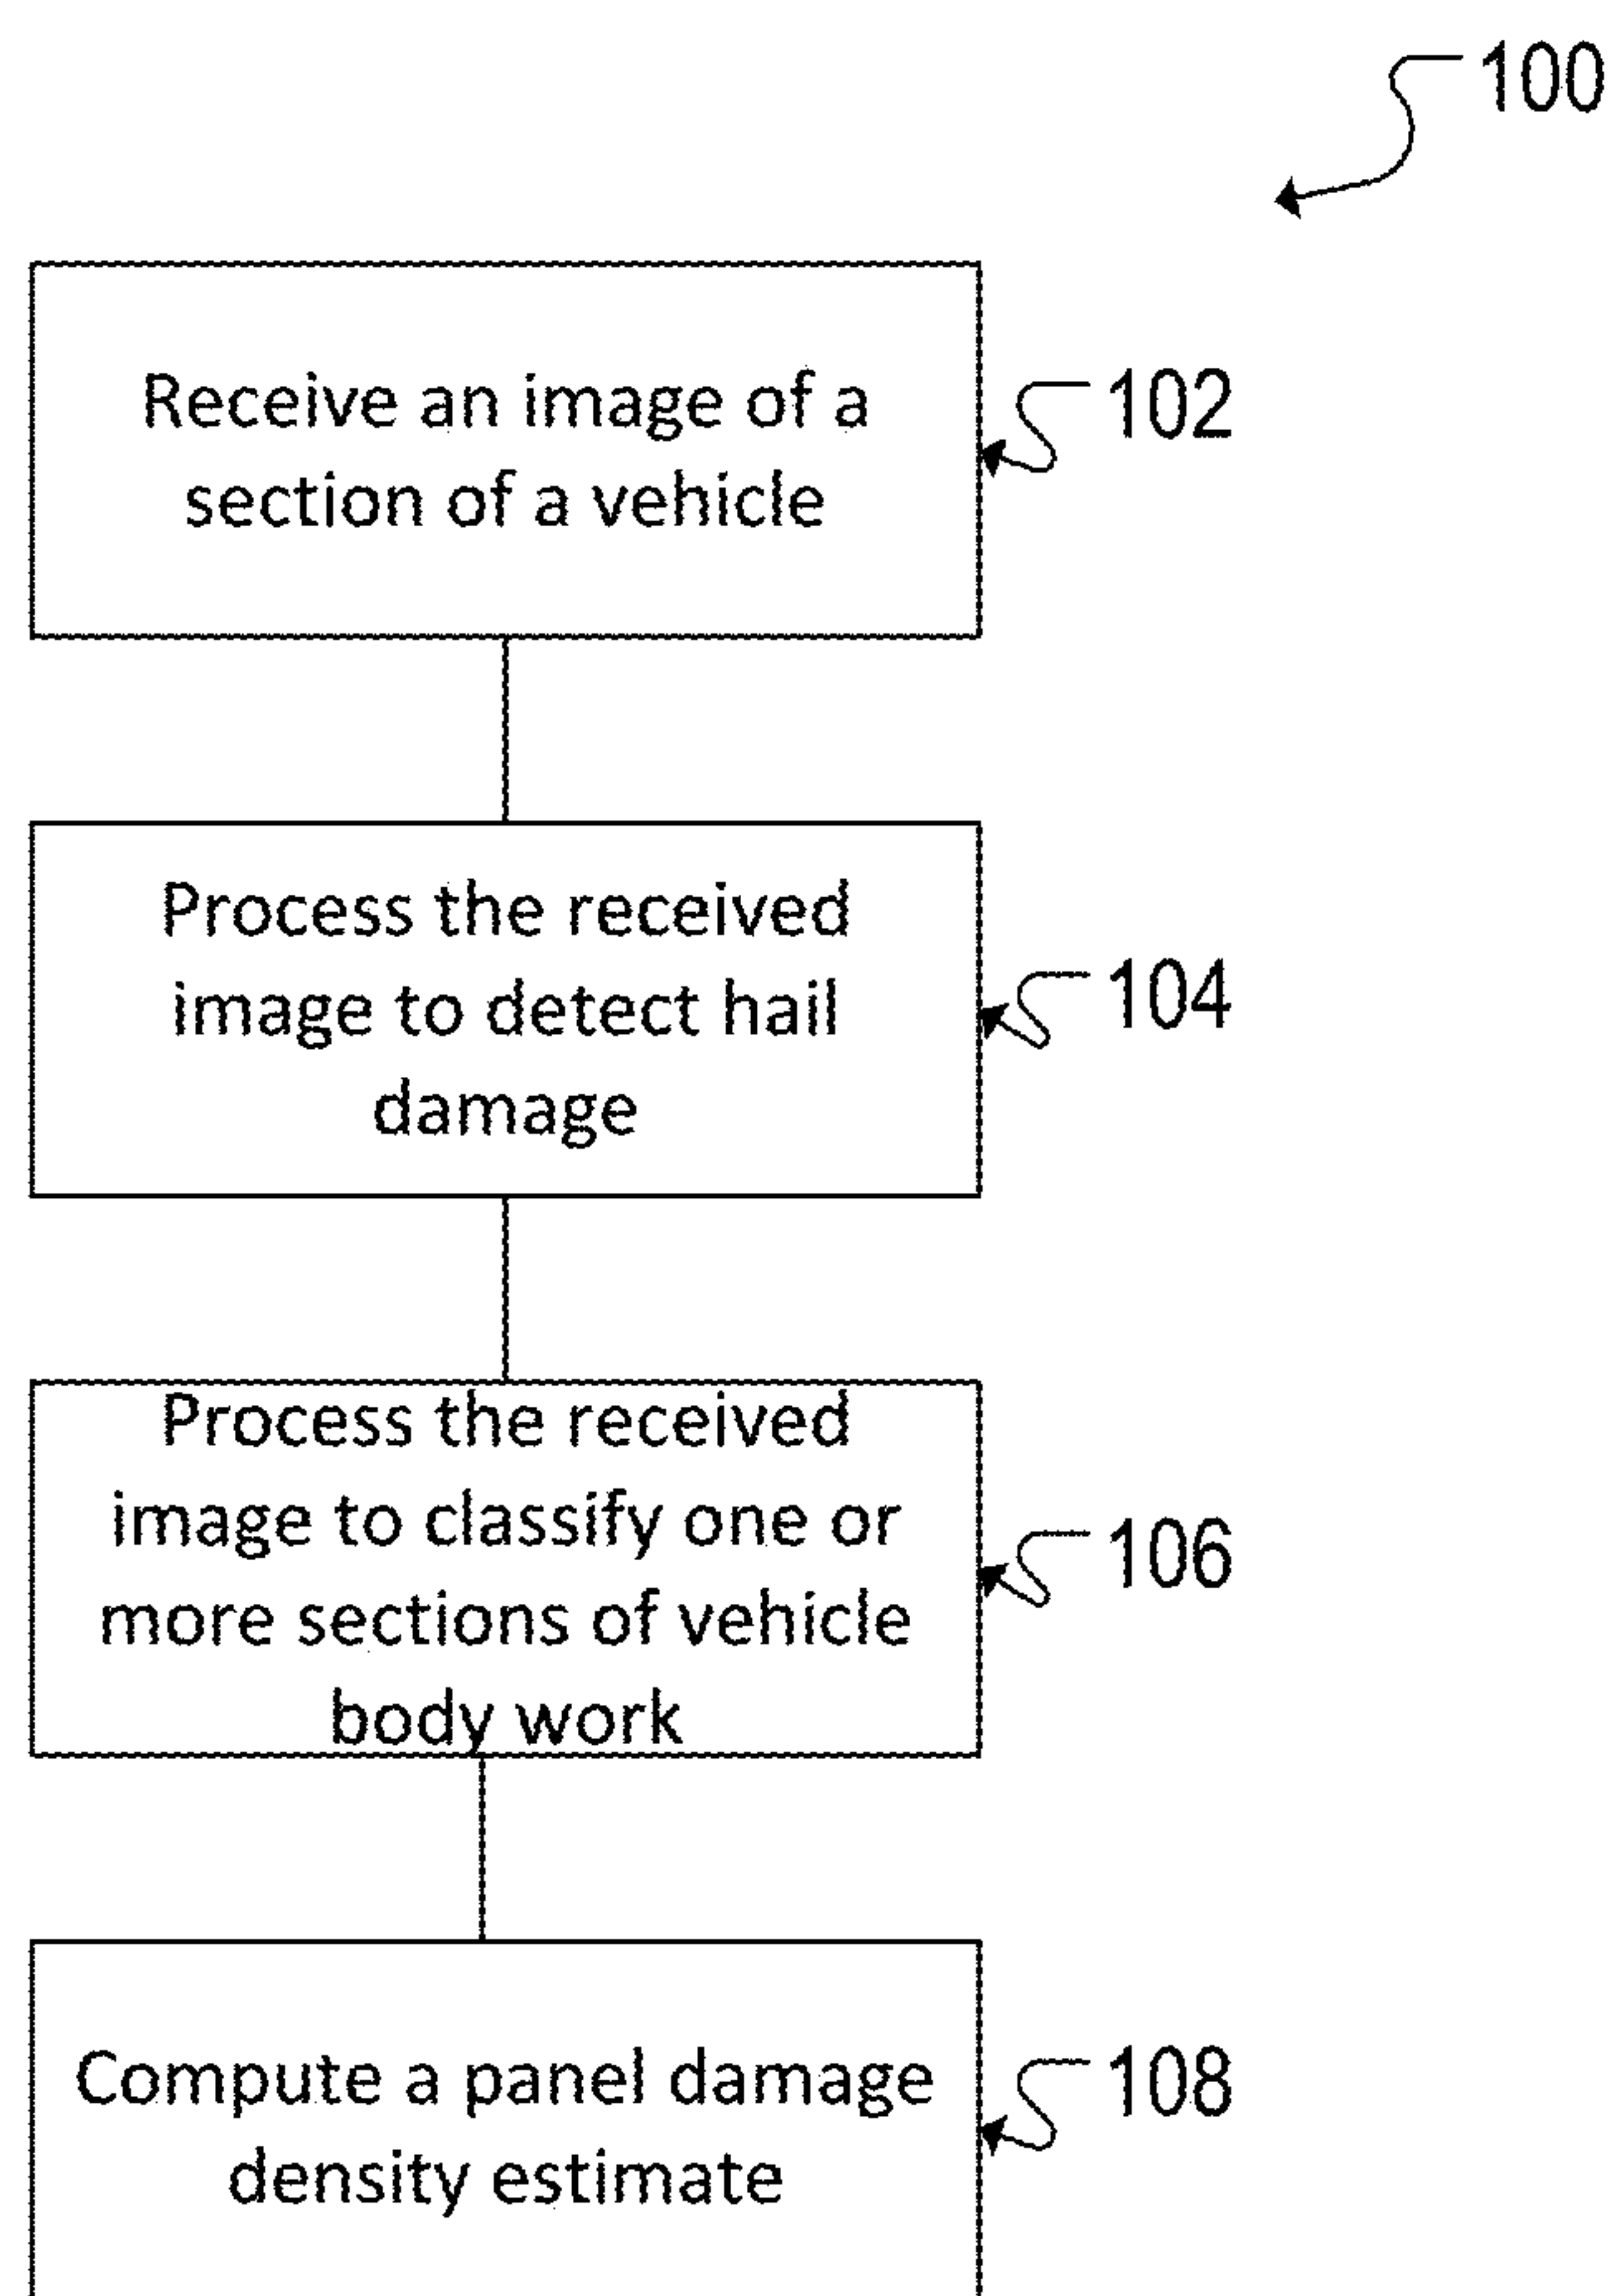 100
Receive an image of a
section of a vehicle
102
Process the received
image to detect hail
damage
104
Process the received
image to classify one or
more sections of vehicle
body work
106
Compute a panel damage
density estimate
108